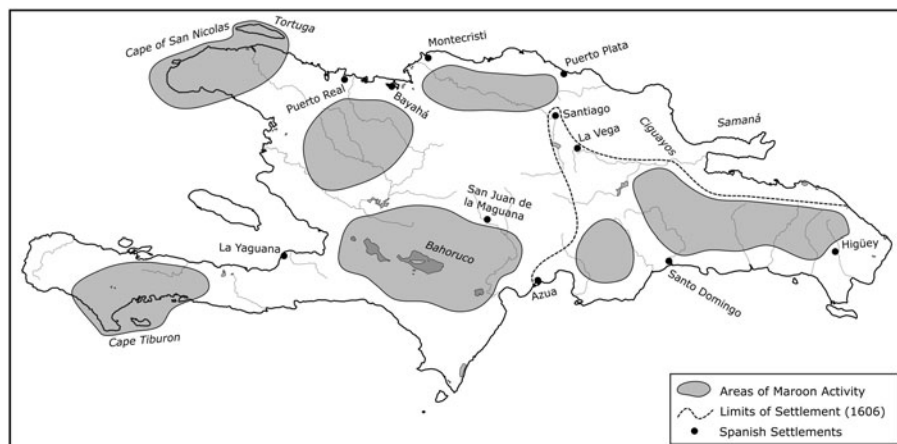 Tortuga
Cape of San Nicolas
Montecristi
Puerto Plata
Puerto Real
Bayahá
Santiago
Samaná
La Vega
Ciguayos
San Juan de
la Maguana
La Yaguana
Bahoruco
Higüey
Azua
Santo Domingo
Cape Tiburon
Areas of Maroon Activity
Limits of Settlement (1606)
Spanish Settlements